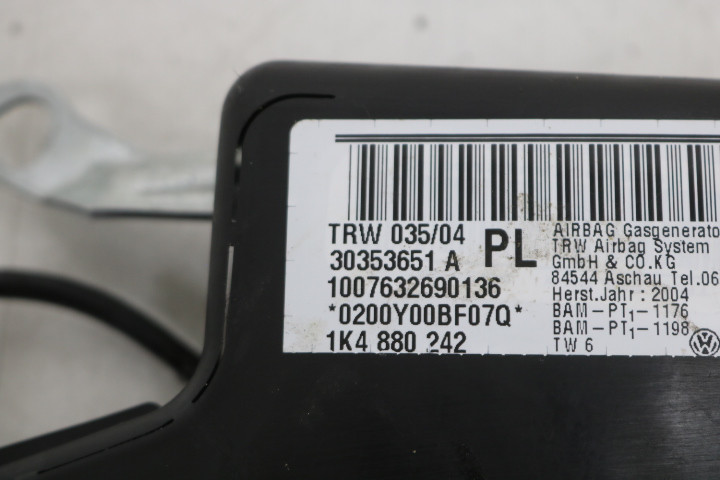 TRW 035/04
30353651 A
PL
1007632690136
*0200Y00BF07Q*
1K4 880 242
AIRBAG Gasgenerato
TRW Airbag System
GmbH & CO.KG
84544 Aschau Tel.06
Herst.Jahr : 2004
BAM-PT1-1176
BAM-PT1-1198
TW 6